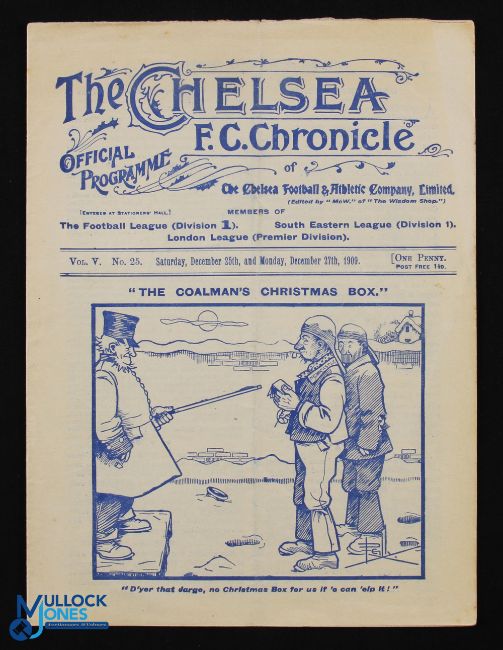 The CHELSEA
F.C. Chronicle
OFFICIAL PROGRAMME
of
The Chelsea Football & Athletic Company, Limited.
(Edited by "McW." of "The Wisdom Shop.")
[ENTERED AT STATIONERS' HALL.]
MEMBERS OF
The Football League (Division 1). South Eastern League (Division 1).
London League (Premier Division).
VOL. V. No. 25. Saturday, December 25th, and Monday, December 27th, 1909. [ONE PENNY.
POST FREE 1½D.
"THE COALMAN'S CHRISTMAS BOX."
"D'yer that darge, no Christmas Box for us if 'e can 'elp it!"
MULLOCK
JONES